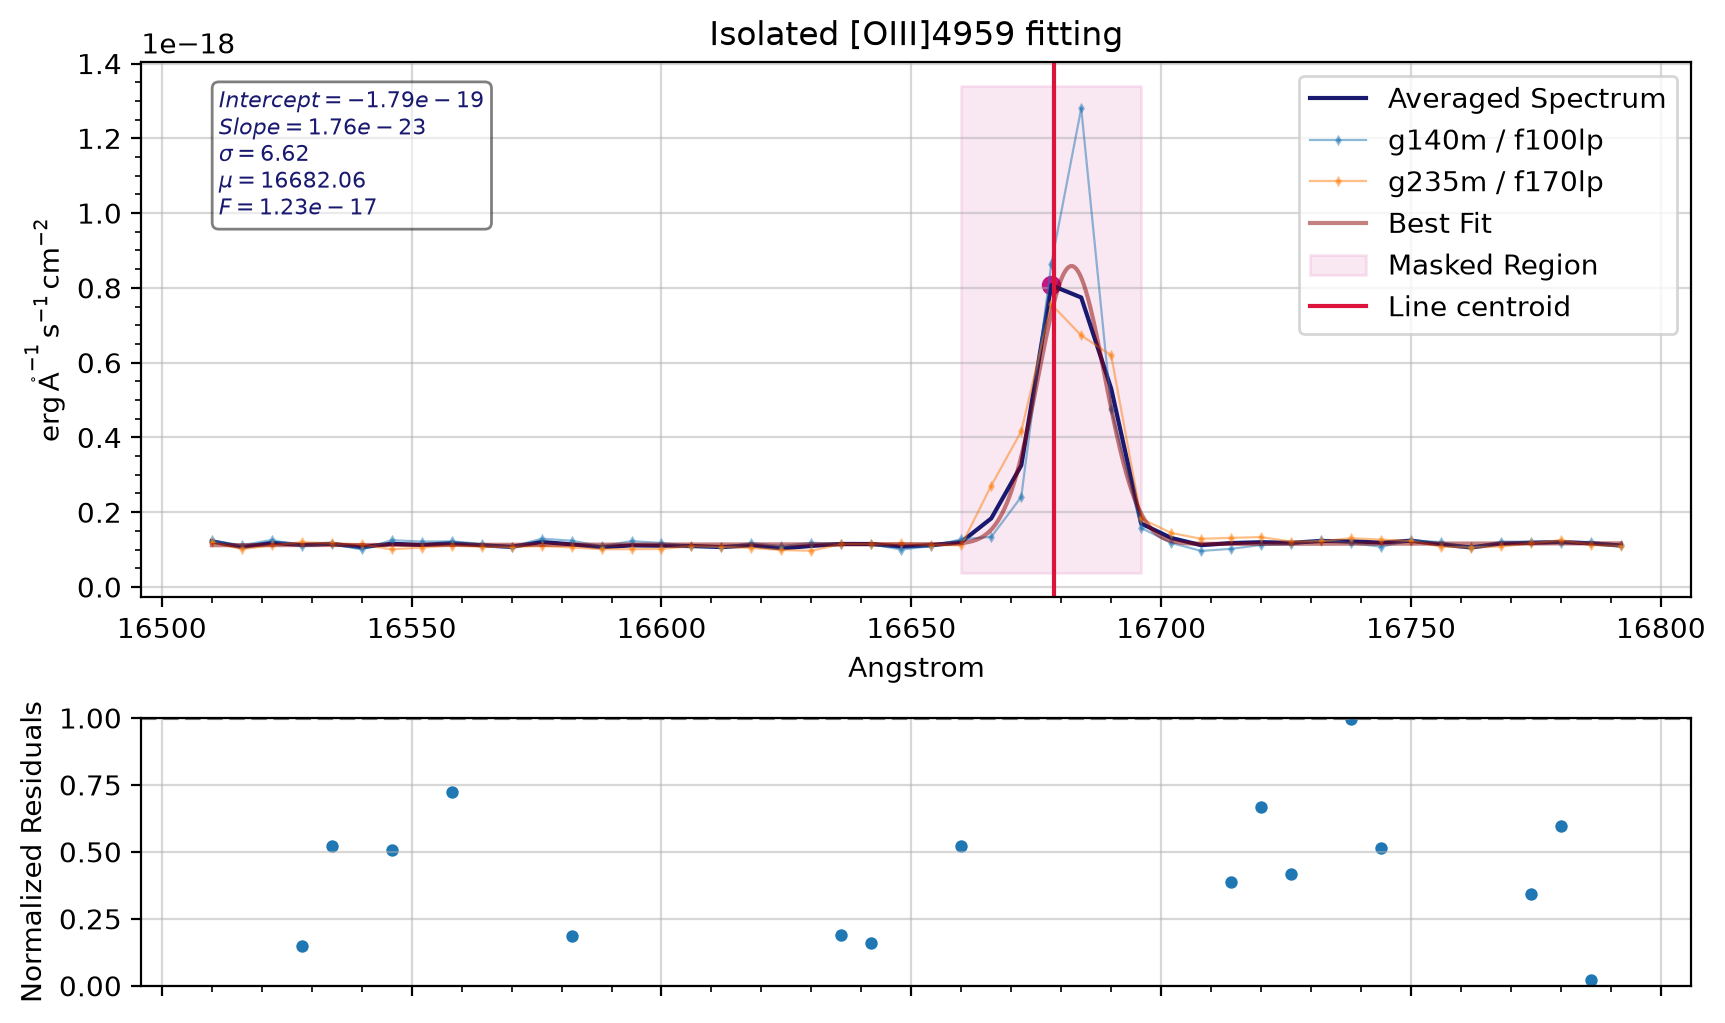 Isolated [OIII]4959 fitting
1e−18
Intercept = −1.79e − 19
Slope = 1.76e − 23
σ = 6.62
μ = 16682.06
F = 1.23e − 17
Averaged Spectrum
g140m / f100lp
g235m / f170lp
Best Fit
Masked Region
Line centroid
erg Å⁻¹ s⁻¹ cm⁻²
1.4
1.2
1.0
0.8
0.6
0.4
0.2
0.0
16500 16550 16600 16650 16700 16750 16800
Angstrom
Normalized Residuals
1.00
0.75
0.50
0.25
0.00